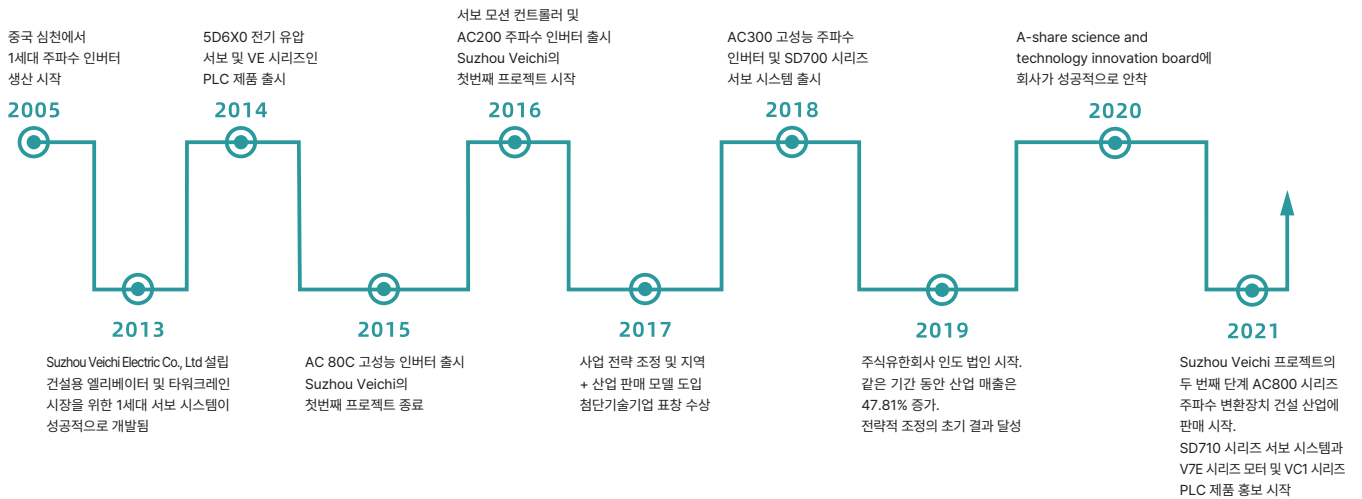 중국 심천에서
1세대 주파수 인버터
생산 시작
2005
Suzhou Veichi Electric Co., Ltd 설립
건설용 엘리베이터 및 타워크레인
시장을 위한 1세대 서보 시스템이
성공적으로 개발됨
2013
5D6X0 전기 유압
서보 및 VE 시리즈인
PLC 제품 출시
2014
2015
AC 80C 고성능 인버터 출시
Suzhou Veichi의
첫번째 프로젝트 종료
서보 모션 컨트롤러 및
AC200 주파수 인버터 출시
Suzhou Veichi의
첫번째 프로젝트 시작
2016
2017
사업 전략 조정 및 지역
+ 산업 판매 모델 도입
첨단기술기업 표창 수상
AC300 고성능 주파수
인버터 및 SD700 시리즈
서보 시스템 출시
2018
2019
주식유한회사 인도 법인 시작.
같은 기간 동안 산업 매출은
47.81% 증가.
전략적 조정의 초기 결과 달성
A-share science and
technology innovation board에
회사가 성공적으로 안착
2020
2021
Suzhou Veichi 프로젝트의
두 번째 단계 AC800 시리즈
주파수 변환장치 건설 산업에
판매 시작.
SD710 시리즈 서보 시스템과
V7E 시리즈 모터 및 VC1 시리즈
PLC 제품 홍보 시작